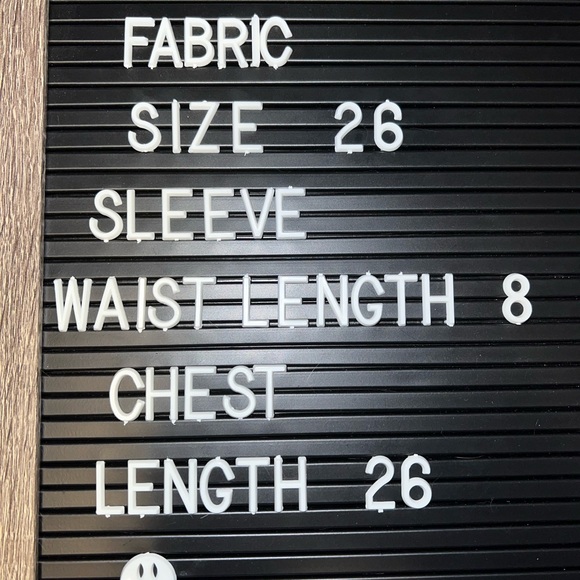 FABRIC
SIZE 26
SLEEVE
WAIST LENGTH 8
CHEST
LENGTH 26